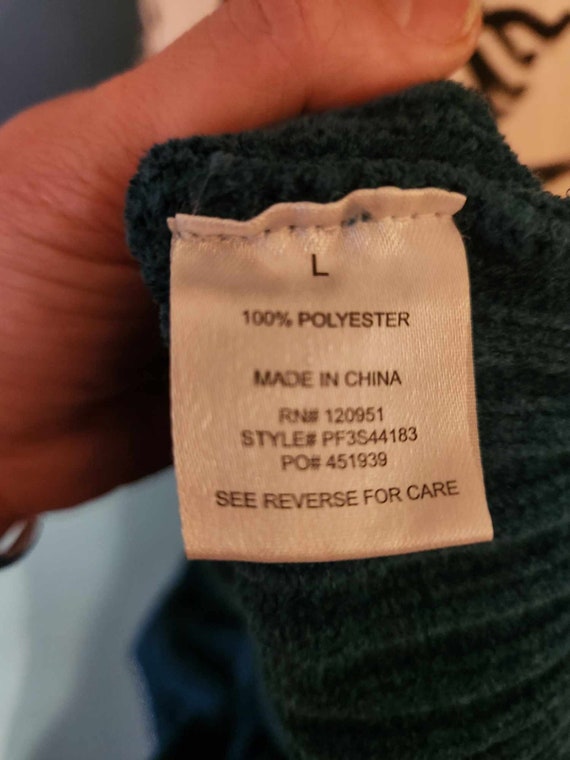 L
100% POLYESTER
MADE IN CHINA
RN# 120951
STYLE# PF3S44183
PO# 451939
SEE REVERSE FOR CARE